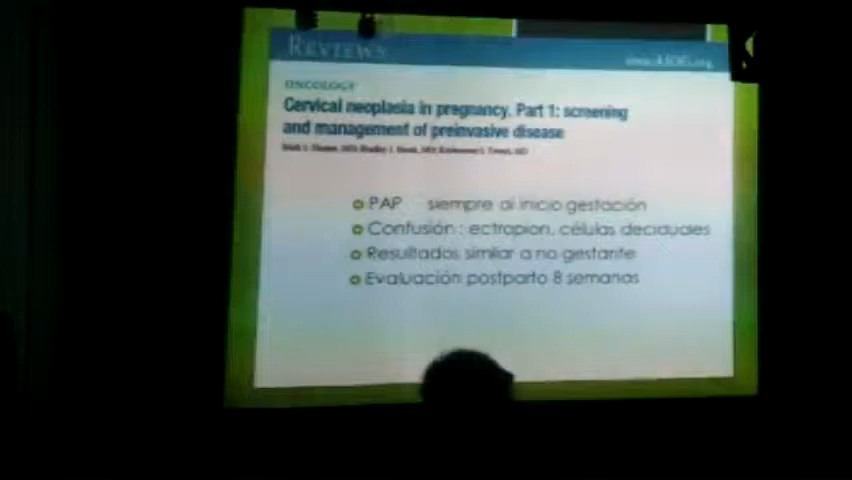 REVIEWS
www.AJOG.org
ONCOLOGY
Cervical neoplasia in pregnancy. Part 1: screening
and management of preinvasive disease
PAP siempre al inicio gestación
Confusión : ectropion, células deciduales
Resultados similar a no gestante
Evaluación postparto 8 semanas